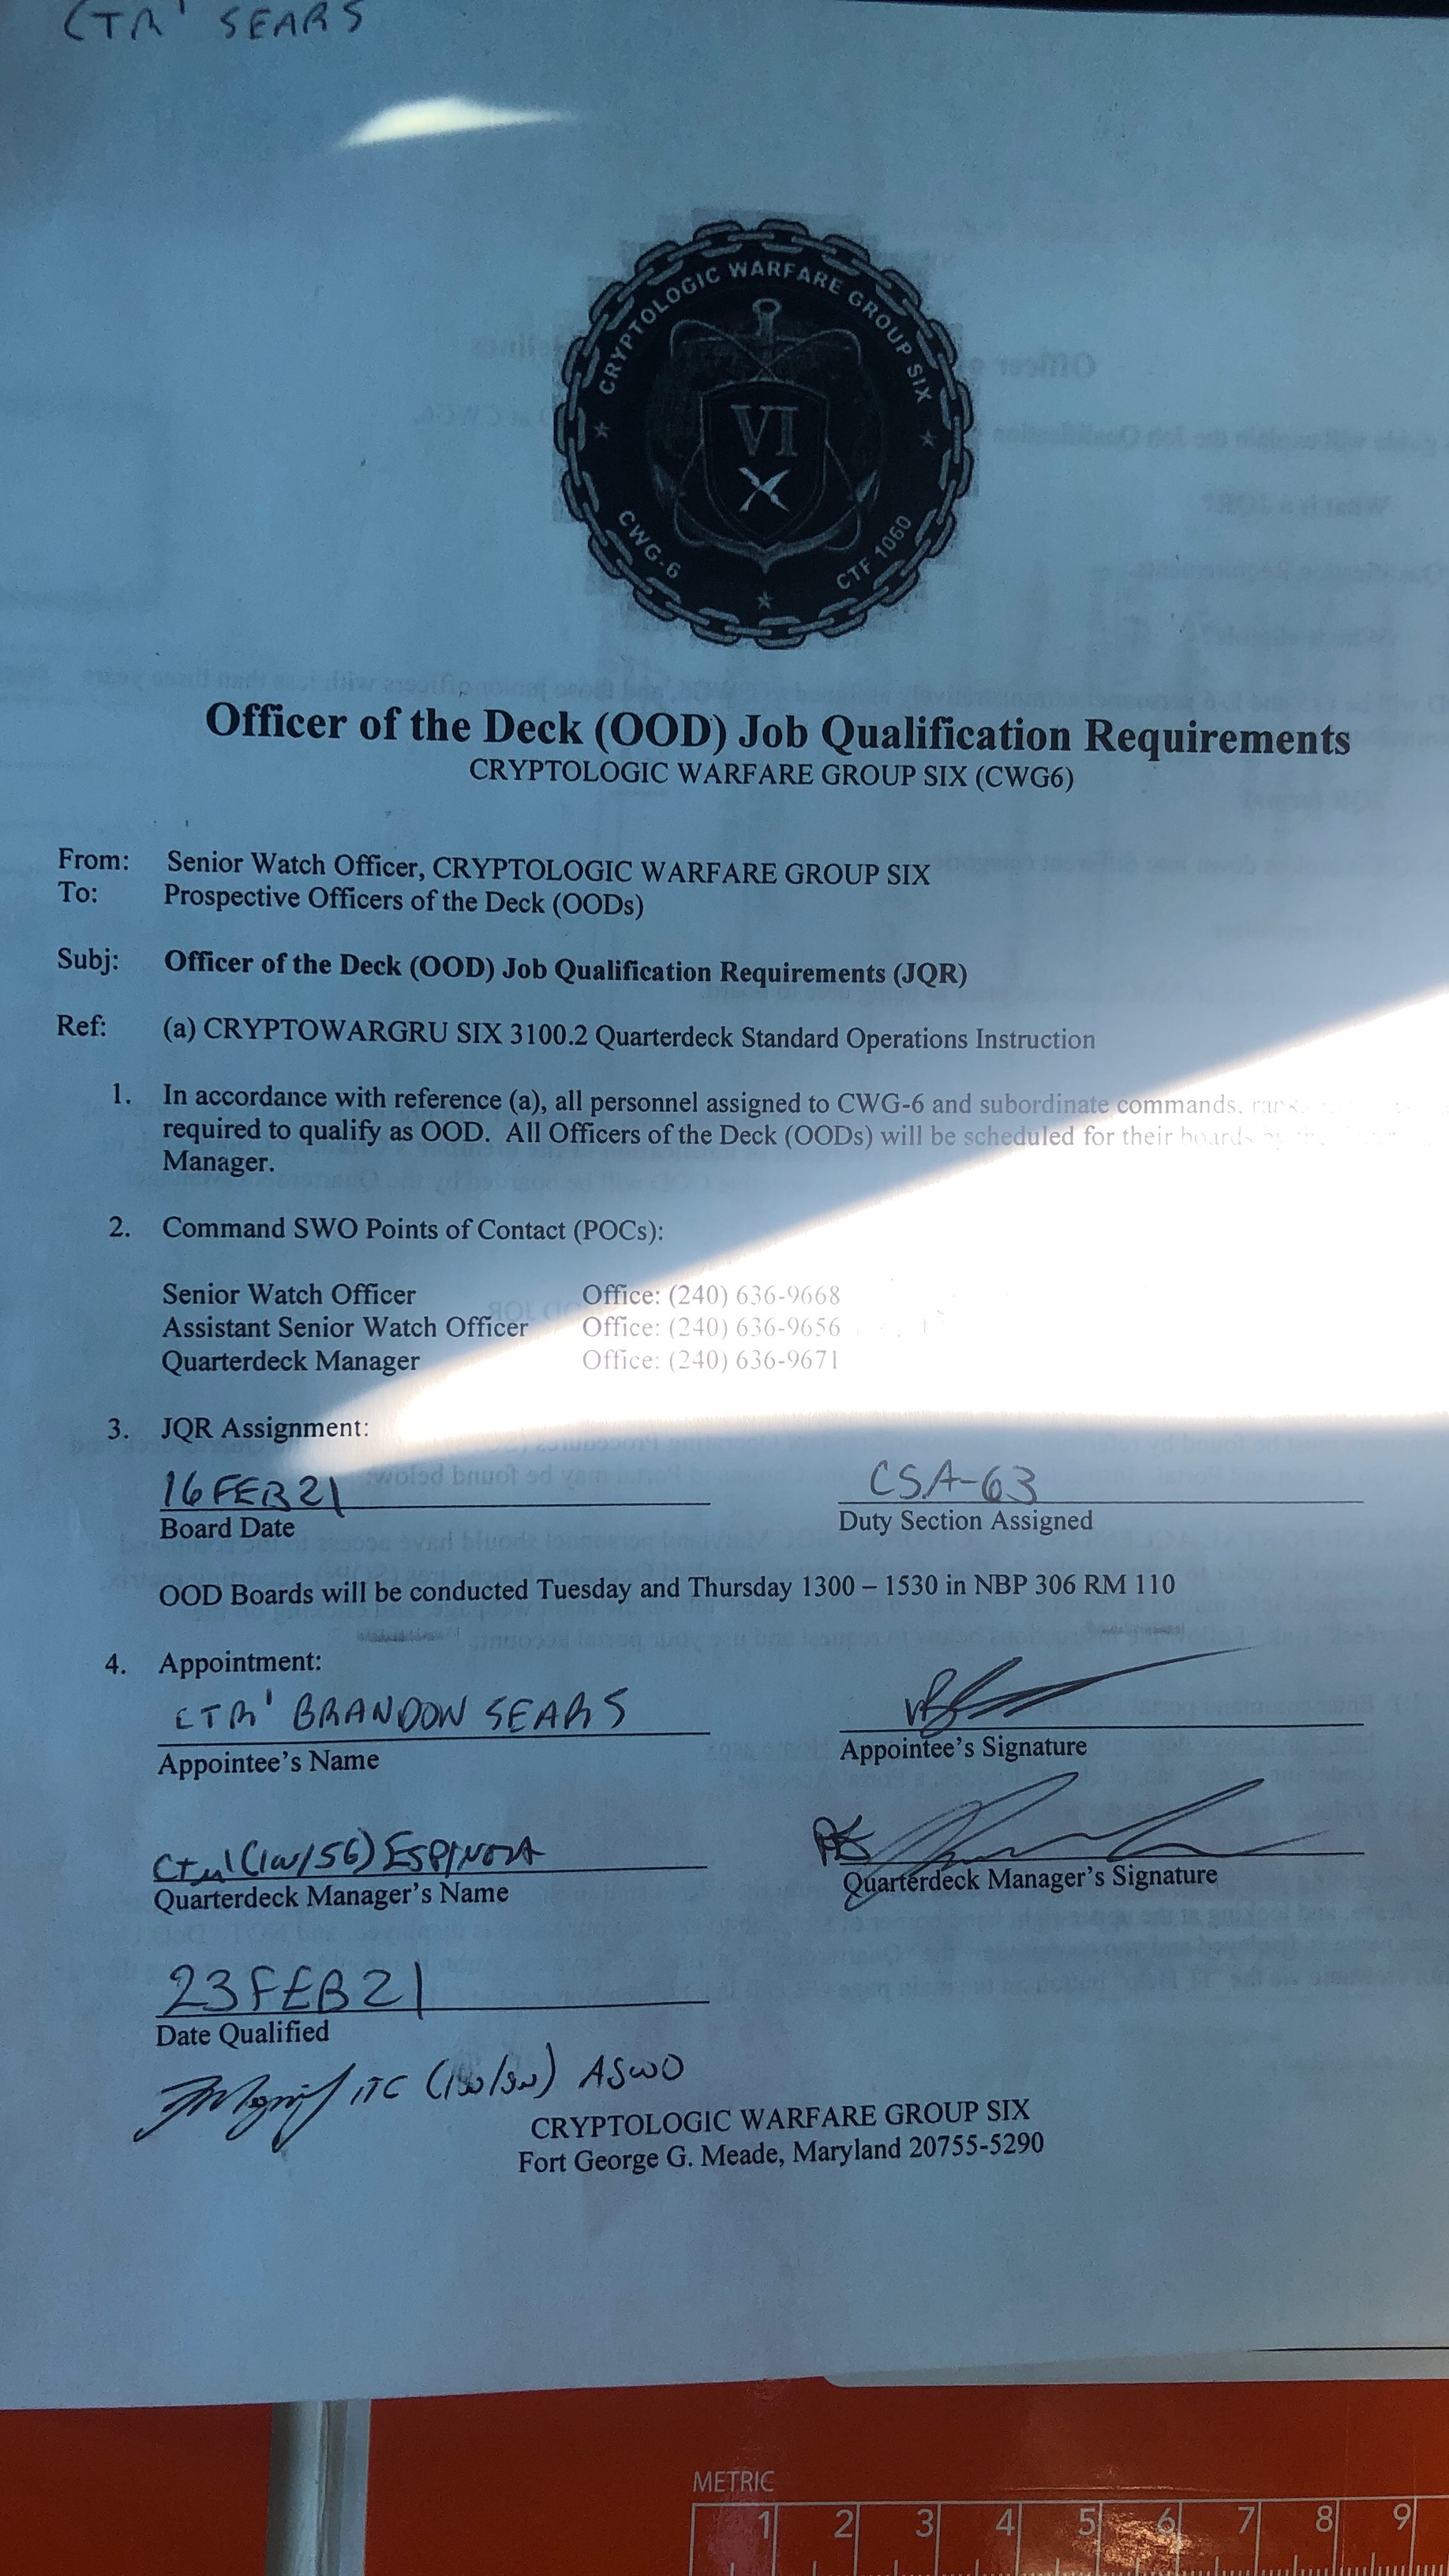 CTR1 SEARS
CRYPTOLOGIC WARFARE GROUP SIX
VI
CWG-6
CTF 1060
Officer of the Deck (OOD) Job Qualification Requirements
CRYPTOLOGIC WARFARE GROUP SIX (CWG6)
From: Senior Watch Officer, CRYPTOLOGIC WARFARE GROUP SIX
To: Prospective Officers of the Deck (OODs)
Subj: Officer of the Deck (OOD) Job Qualification Requirements (JQR)
Ref: (a) CRYPTOWARGRU SIX 3100.2 Quarterdeck Standard Operations Instruction
1. In accordance with reference (a), all personnel assigned to CWG-6 and subordinate commands,
required to qualify as OOD. All Officers of the Deck (OODs) will be scheduled for their boards
Manager.
2. Command SWO Points of Contact (POCs):
Senior Watch Officer Office: (240) 636-9668
Assistant Senior Watch Officer Office: (240) 636-9656
Quarterdeck Manager Office: (240) 636-9671
3. JQR Assignment:
16 FEB 21 CSA-63
Board Date Duty Section Assigned
OOD Boards will be conducted Tuesday and Thursday 1300 – 1530 in NBP 306 RM 110
4. Appointment:
CTR1 BRANDON SEARS
Appointee's Name Appointee's Signature
(IW/SG) ESPINOZA
Quarterdeck Manager's Name Quarterdeck Manager's Signature
23 FEB 21
Date Qualified
ITC (IW/SW) ASWO
CRYPTOLOGIC WARFARE GROUP SIX
Fort George G. Meade, Maryland 20755-5290
METRIC
1 2 3 4 5 6 7 8 9